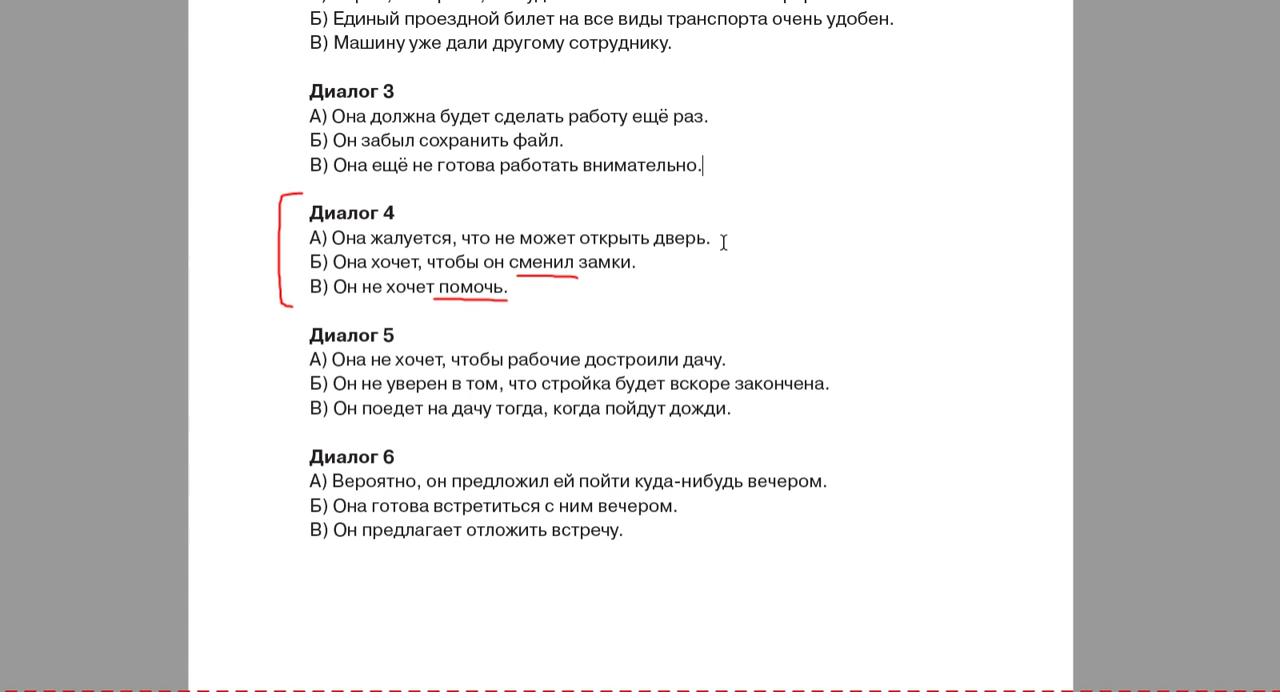 Б) Единый проездной билет на все виды транспорта очень удобен.
В) Машину уже дали другому сотруднику.
Диалог 3
А) Она должна будет сделать работу ещё раз.
Б) Он забыл сохранить файл.
В) Она ещё не готова работать внимательно.
Диалог 4
А) Она жалуется, что не может открыть дверь.
Б) Она хочет, чтобы он сменил замки.
В) Он не хочет помочь.
Диалог 5
А) Она не хочет, чтобы рабочие достроили дачу.
Б) Он не уверен в том, что стройка будет вскоре закончена.
В) Он поедет на дачу тогда, когда пойдут дожди.
Диалог 6
А) Вероятно, он предложил ей пойти куда-нибудь вечером.
Б) Она готова встретиться с ним вечером.
В) Он предлагает отложить встречу.